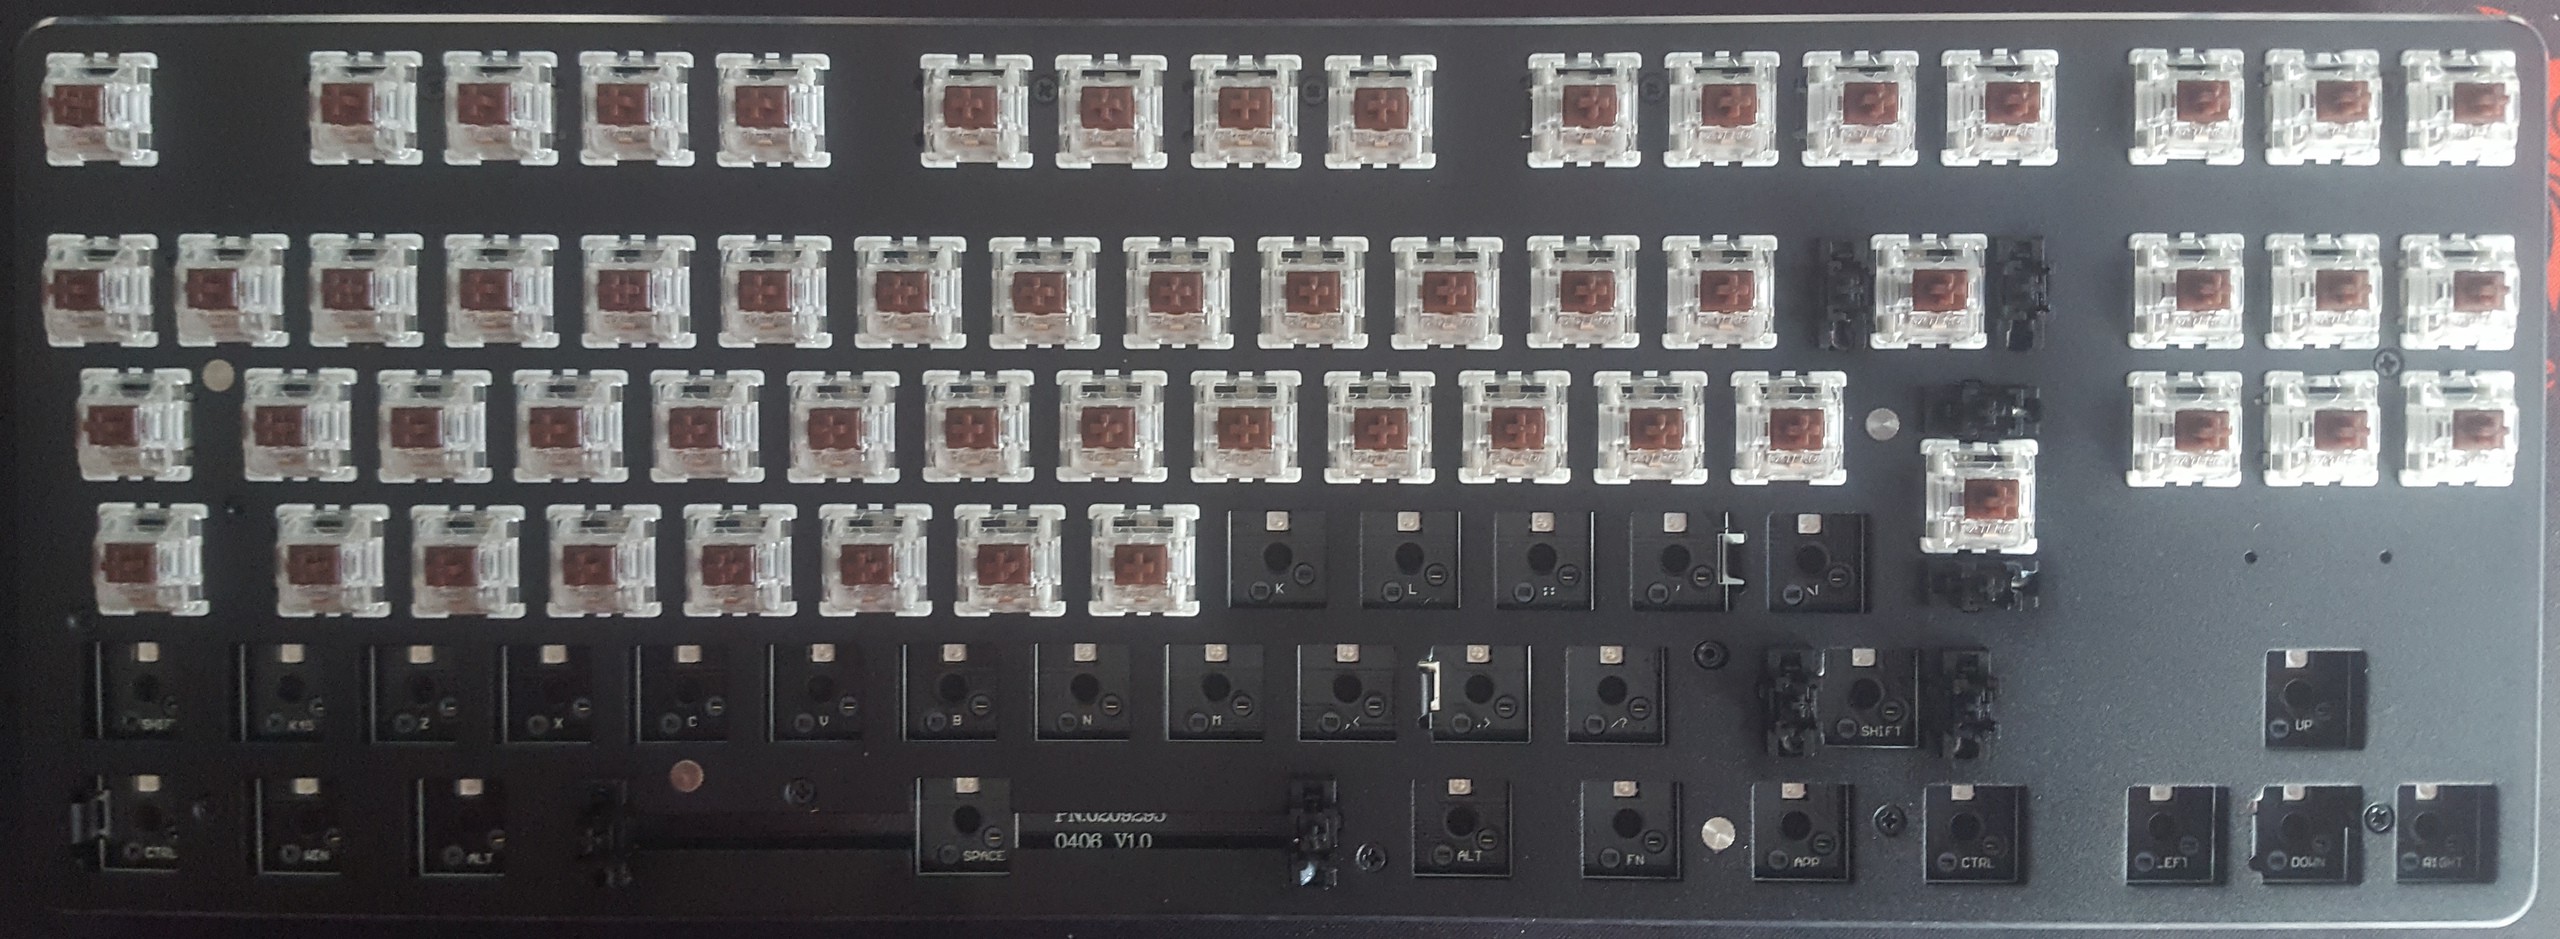 K L ;: ' \|
SHIFT K45 Z X C V B N M ,< .> /? SHIFT UP
CTRL WIN ALT SPACE ALT FN APP CTRL LEFT DOWN RIGHT
0406 V1.0